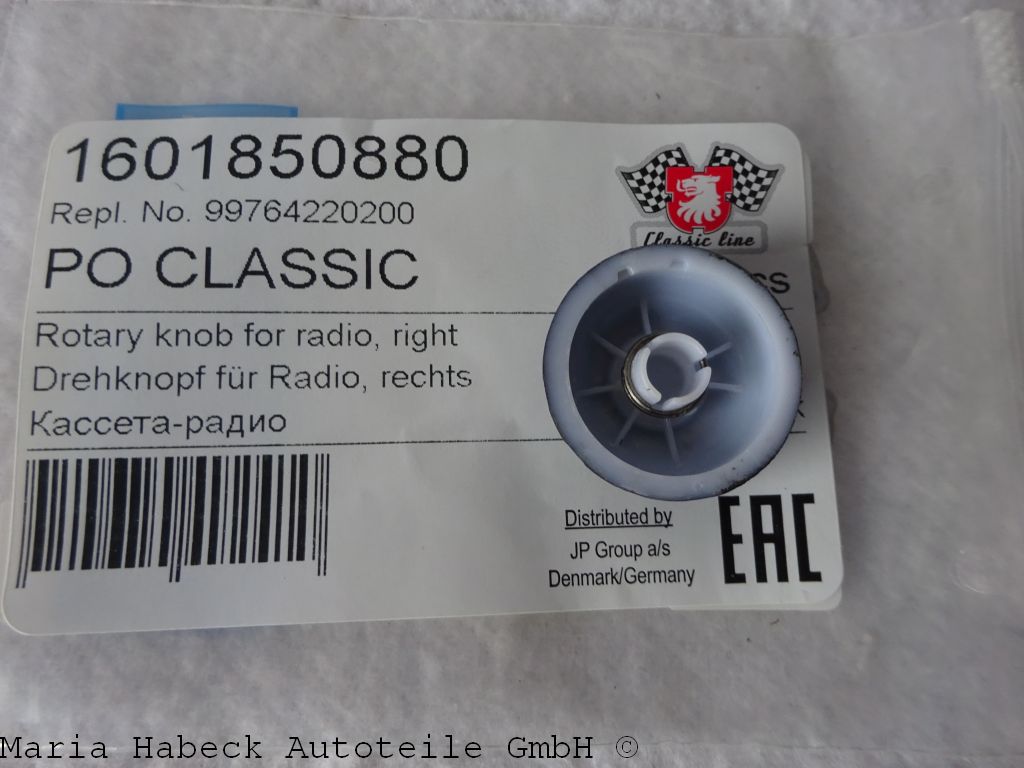 1601850880
Repl. No. 99764220200
Classic line
PO CLASSIC
SS
Rotary knob for radio, right
Drehknopf für Radio, rechts
Кассета-радио
Distributed by
JP Group a/s
Denmark/Germany
EAC
Maria Habeck Autoteile GmbH ©